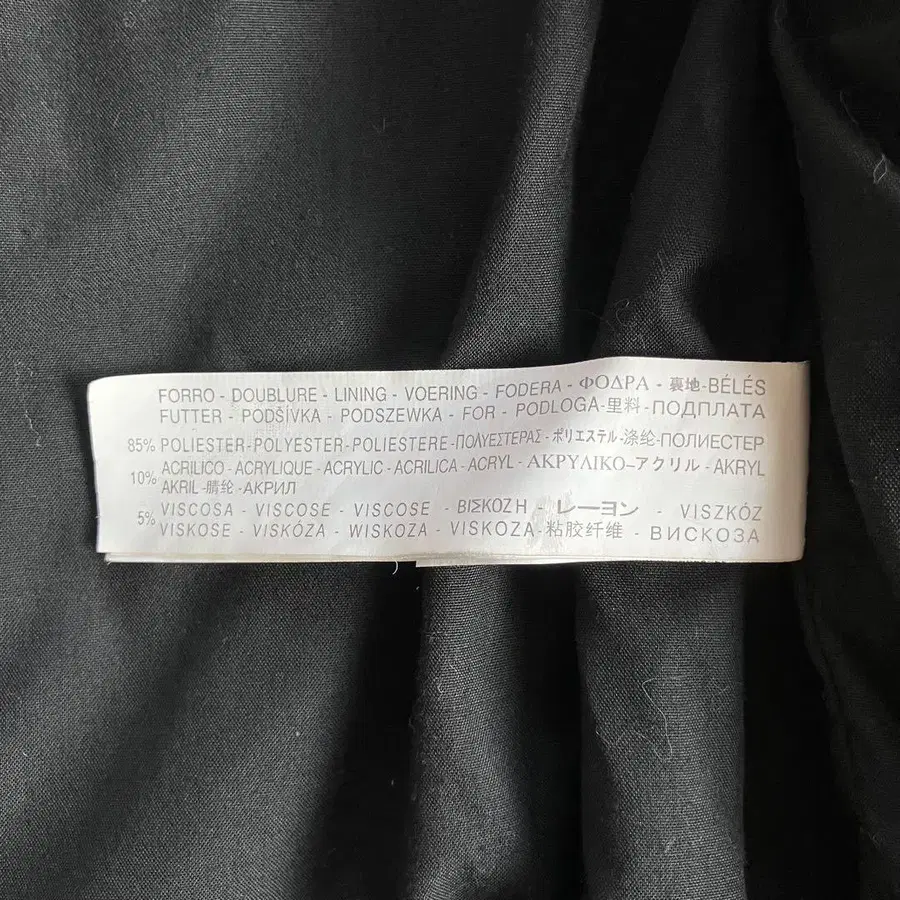 FORRO - DOUBLURE - LINING - VOERING - FODERA - ΦΟΔΡΑ - 裏地-BÉLÉS
FUTTER - PODŠÍVKA - PODSZEWKA - FOR - PODLOGA-里料-ПОДПЛАТА
85% POLIESTER-POLYESTER-POLIESTERE-ΠΟΛΥΕΣΤΕΡΑΣ-ポリエステル-涤纶-ПОЛИЕСТЕР
10% ACRILICO - ACRYLIQUE - ACRYLIC - ACRILICA - ACRYL - ΑΚΡΥΛΙΚΟ–アクリル - AKRYL
AKRIL-腈纶-АКРИЛ
5% VISCOSA - VISCOSE - VISCOSE - ΒΙΣΚΟΖΗ - レーヨン - VISZKÓZ
VISKOSE - VISKÓZA - WISKOZA - VISKOZA-粘胶纤维 - ВИСКОЗА